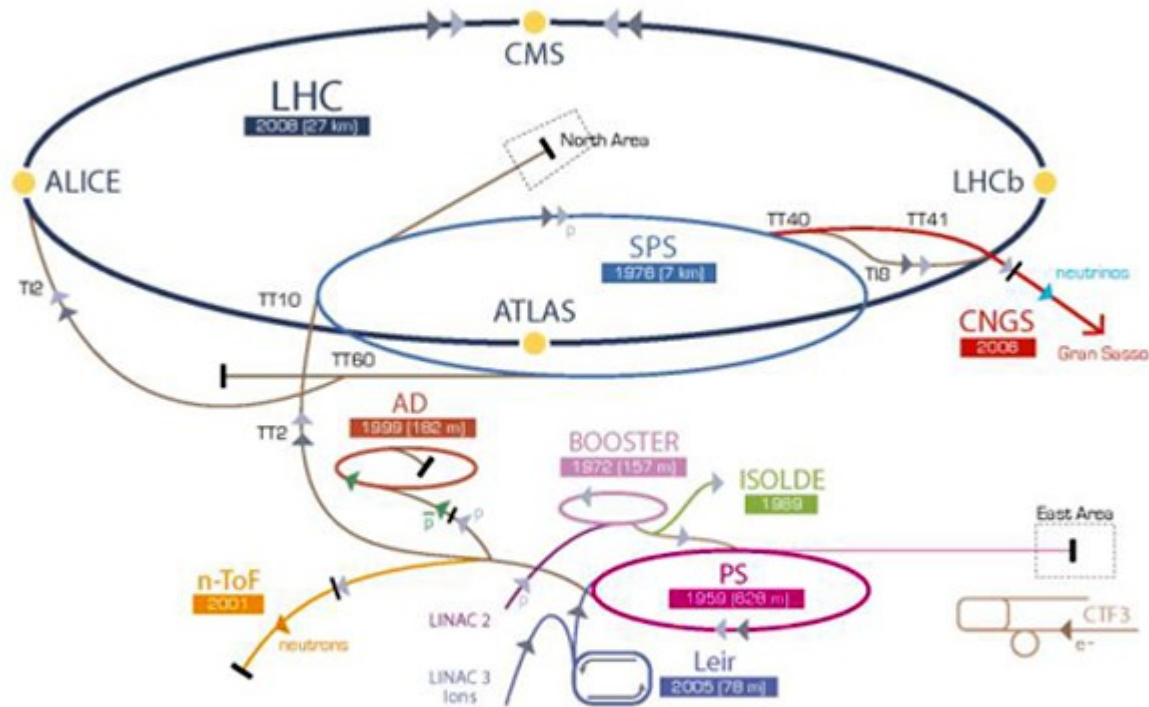 CMS
LHC
2008 (27 km)
North Area
ALICE
LHCb
TT40
TT41
p
SPS
1976 (7 km)
TI8
neutrinos
TI2
TT10
ATLAS
CNGS
2006
Gran Sasso
TT60
AD
1999 (182 m)
TT2
BOOSTER
1972 (157 m)
ISOLDE
1989
East Area
p̅
p
n-ToF
2001
PS
1959 (628 m)
p
LINAC 2
CTF3
neutrons
e-
LINAC 3
Ions
Leir
2005 (78 m)